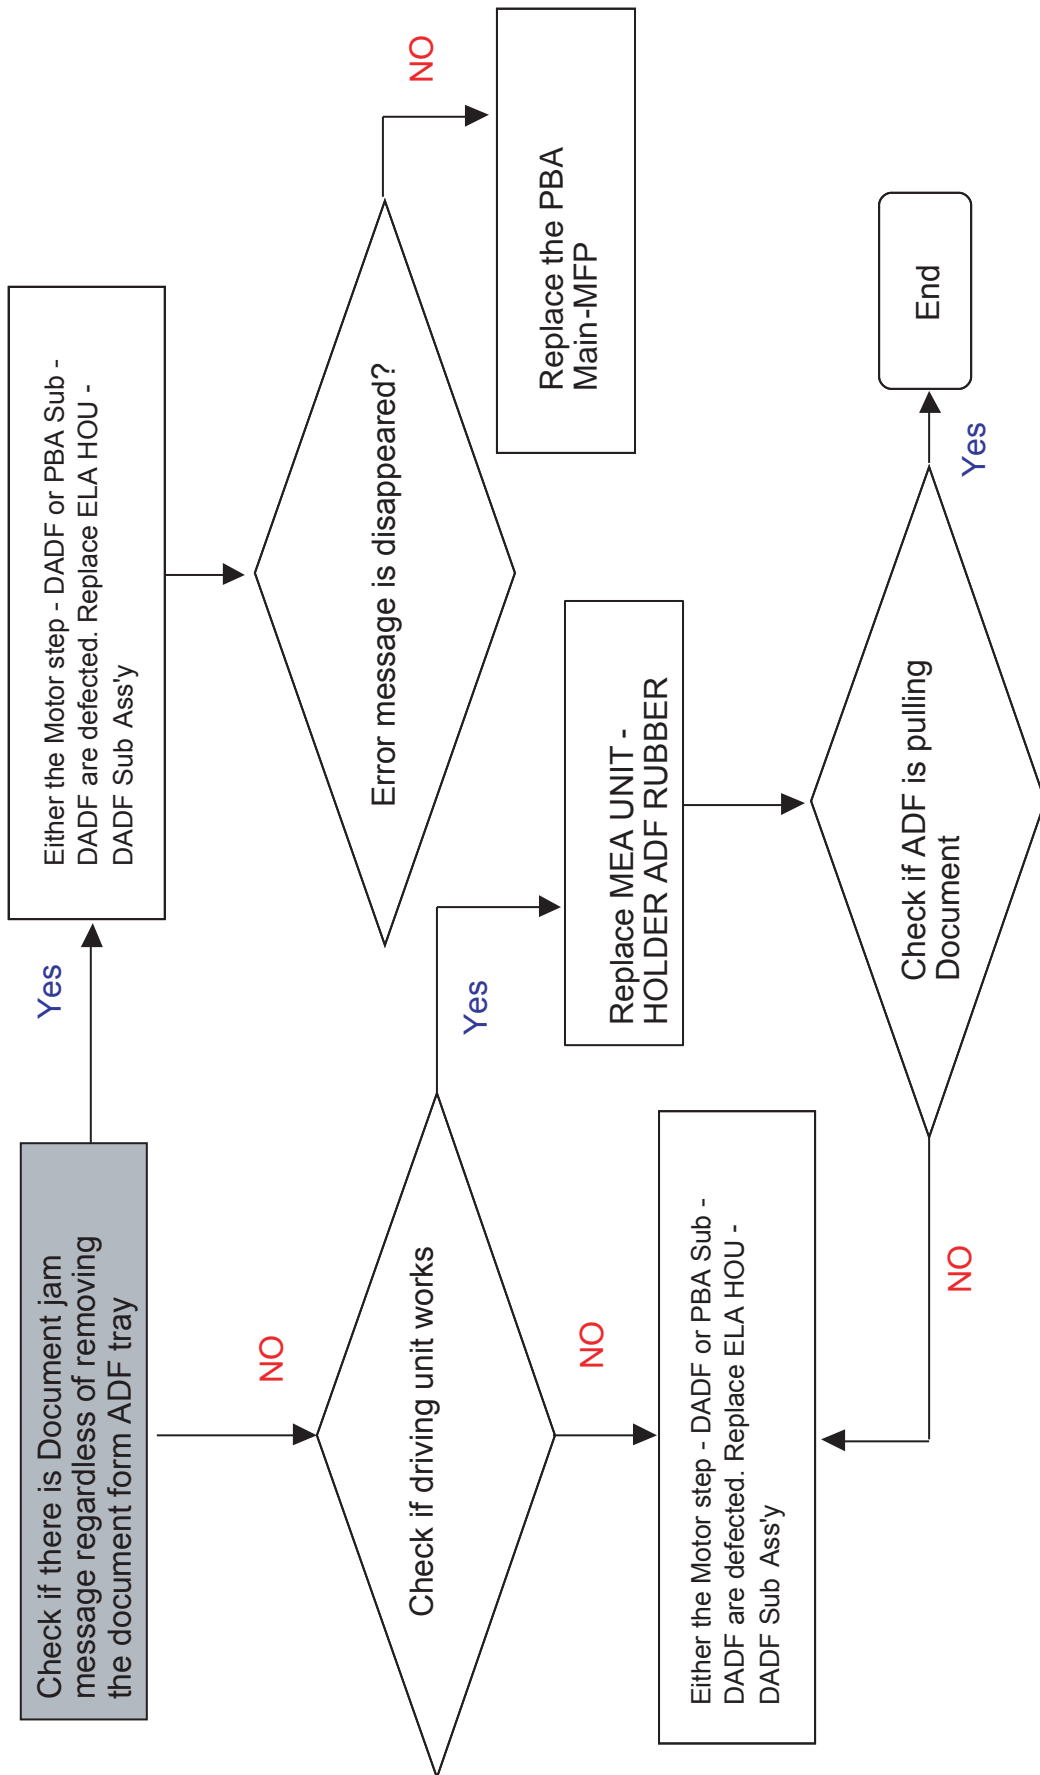 Check if there is Document jam
message regardless of removing
the document form ADF tray
Yes
Either the Motor step - DADF or PBA Sub -
DADF are defected. Replace ELA HOU -
DADF Sub Ass'y
Error message is disappeared?
NO
Replace the PBA
Main-MFP
NO
Check if driving unit works
Yes
Replace MEA UNIT -
HOLDER ADF RUBBER
NO
Either the Motor step - DADF or PBA Sub -
DADF are defected. Replace ELA HOU -
DADF Sub Ass'y
Check if ADF is pulling
Document
NO
Yes
End